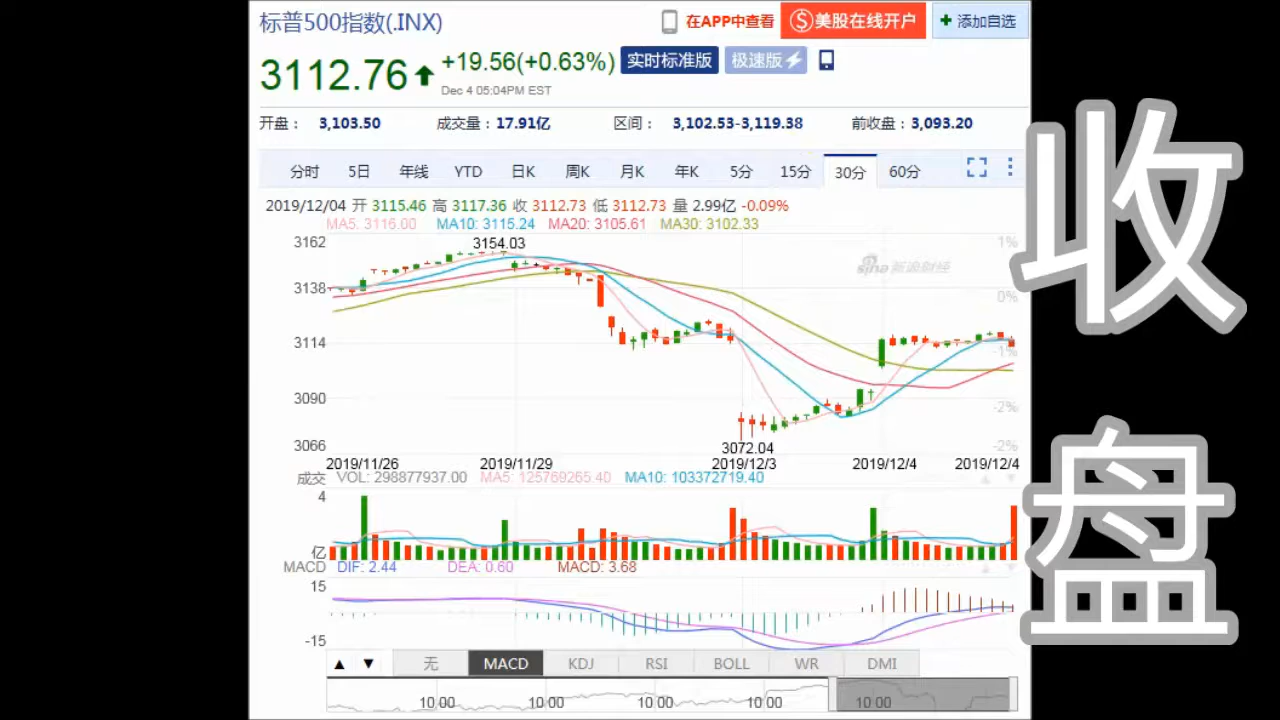 标普500指数(.INX)
在APP中查看
美股在线开户
添加自选
3112.76
+19.56(+0.63%)
实时标准版
极速版
Dec 4 05:04PM EST
开盘： 3,103.50 成交量：17.91亿 区间： 3,102.53-3,119.38 前收盘：3,093.20
分时 5日 年线 YTD 日K 周K 月K 年K 5分 15分 30分 60分
2019/12/04 开 3115.46 高 3117.36 收 3112.73 低 3112.73 量 2.99亿 -0.09%
MA5: 3116.00 MA10: 3115.24 MA20: 3105.61 MA30: 3102.33
3162
3154.03
1%
sina 新浪财经
3138
0%
3114
-1%
3090
-2%
3066
3072.04
-2%
2019/11/26 2019/11/29 2019/12/3 2019/12/4 2019/12/4
成交 VOL: 298877937.00 MA5: 125769265.40 MA10: 103372719.40
4
亿
MACD DIF: 2.44 DEA: 0.60 MACD: 3.68
15
-15
无 MACD KDJ RSI BOLL WR DMI
10:00 10:00 10:00 10:00 10:00
收
盘